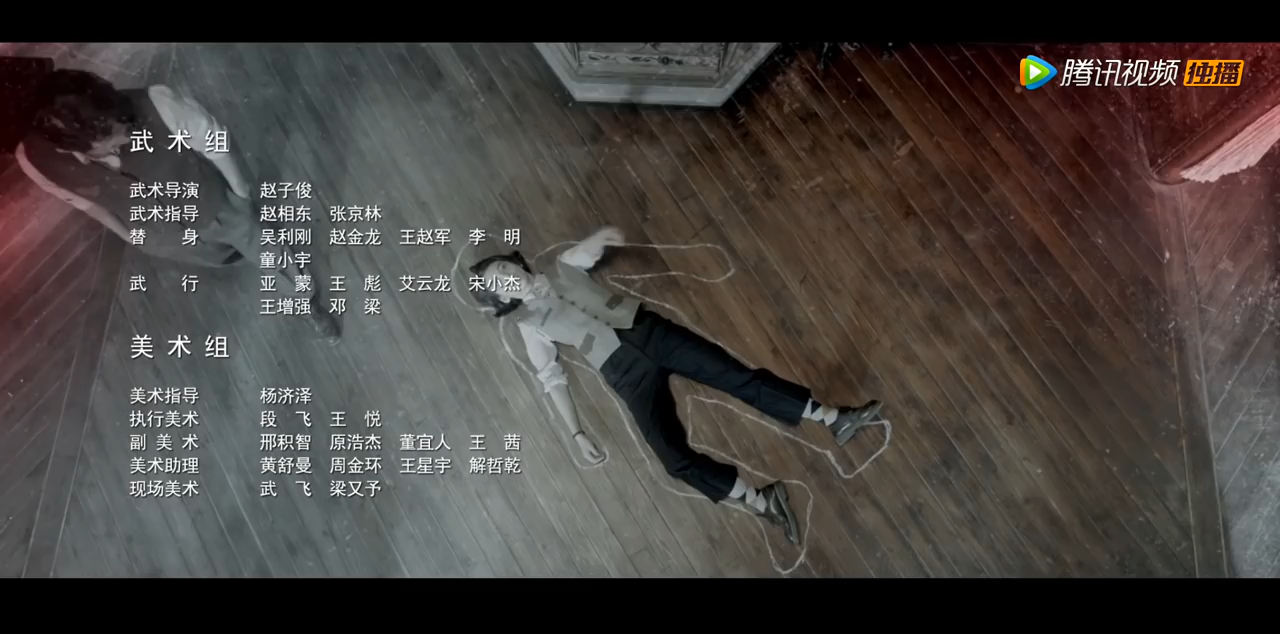 腾讯视频 独播
武术组
武术导演 赵子俊
武术指导 赵相东 张京林
替身 吴利刚 赵金龙 王赵军 李明
童小宇
武行 亚蒙 王彪 艾云龙 宋小杰
王增强 邓梁
美术组
美术指导 杨济泽
执行美术 段飞 王悦
副美术 邢积智 原浩杰 董宜人 王茜
美术助理 黄舒曼 周金环 王星宇 解哲乾
现场美术 武飞 梁又予